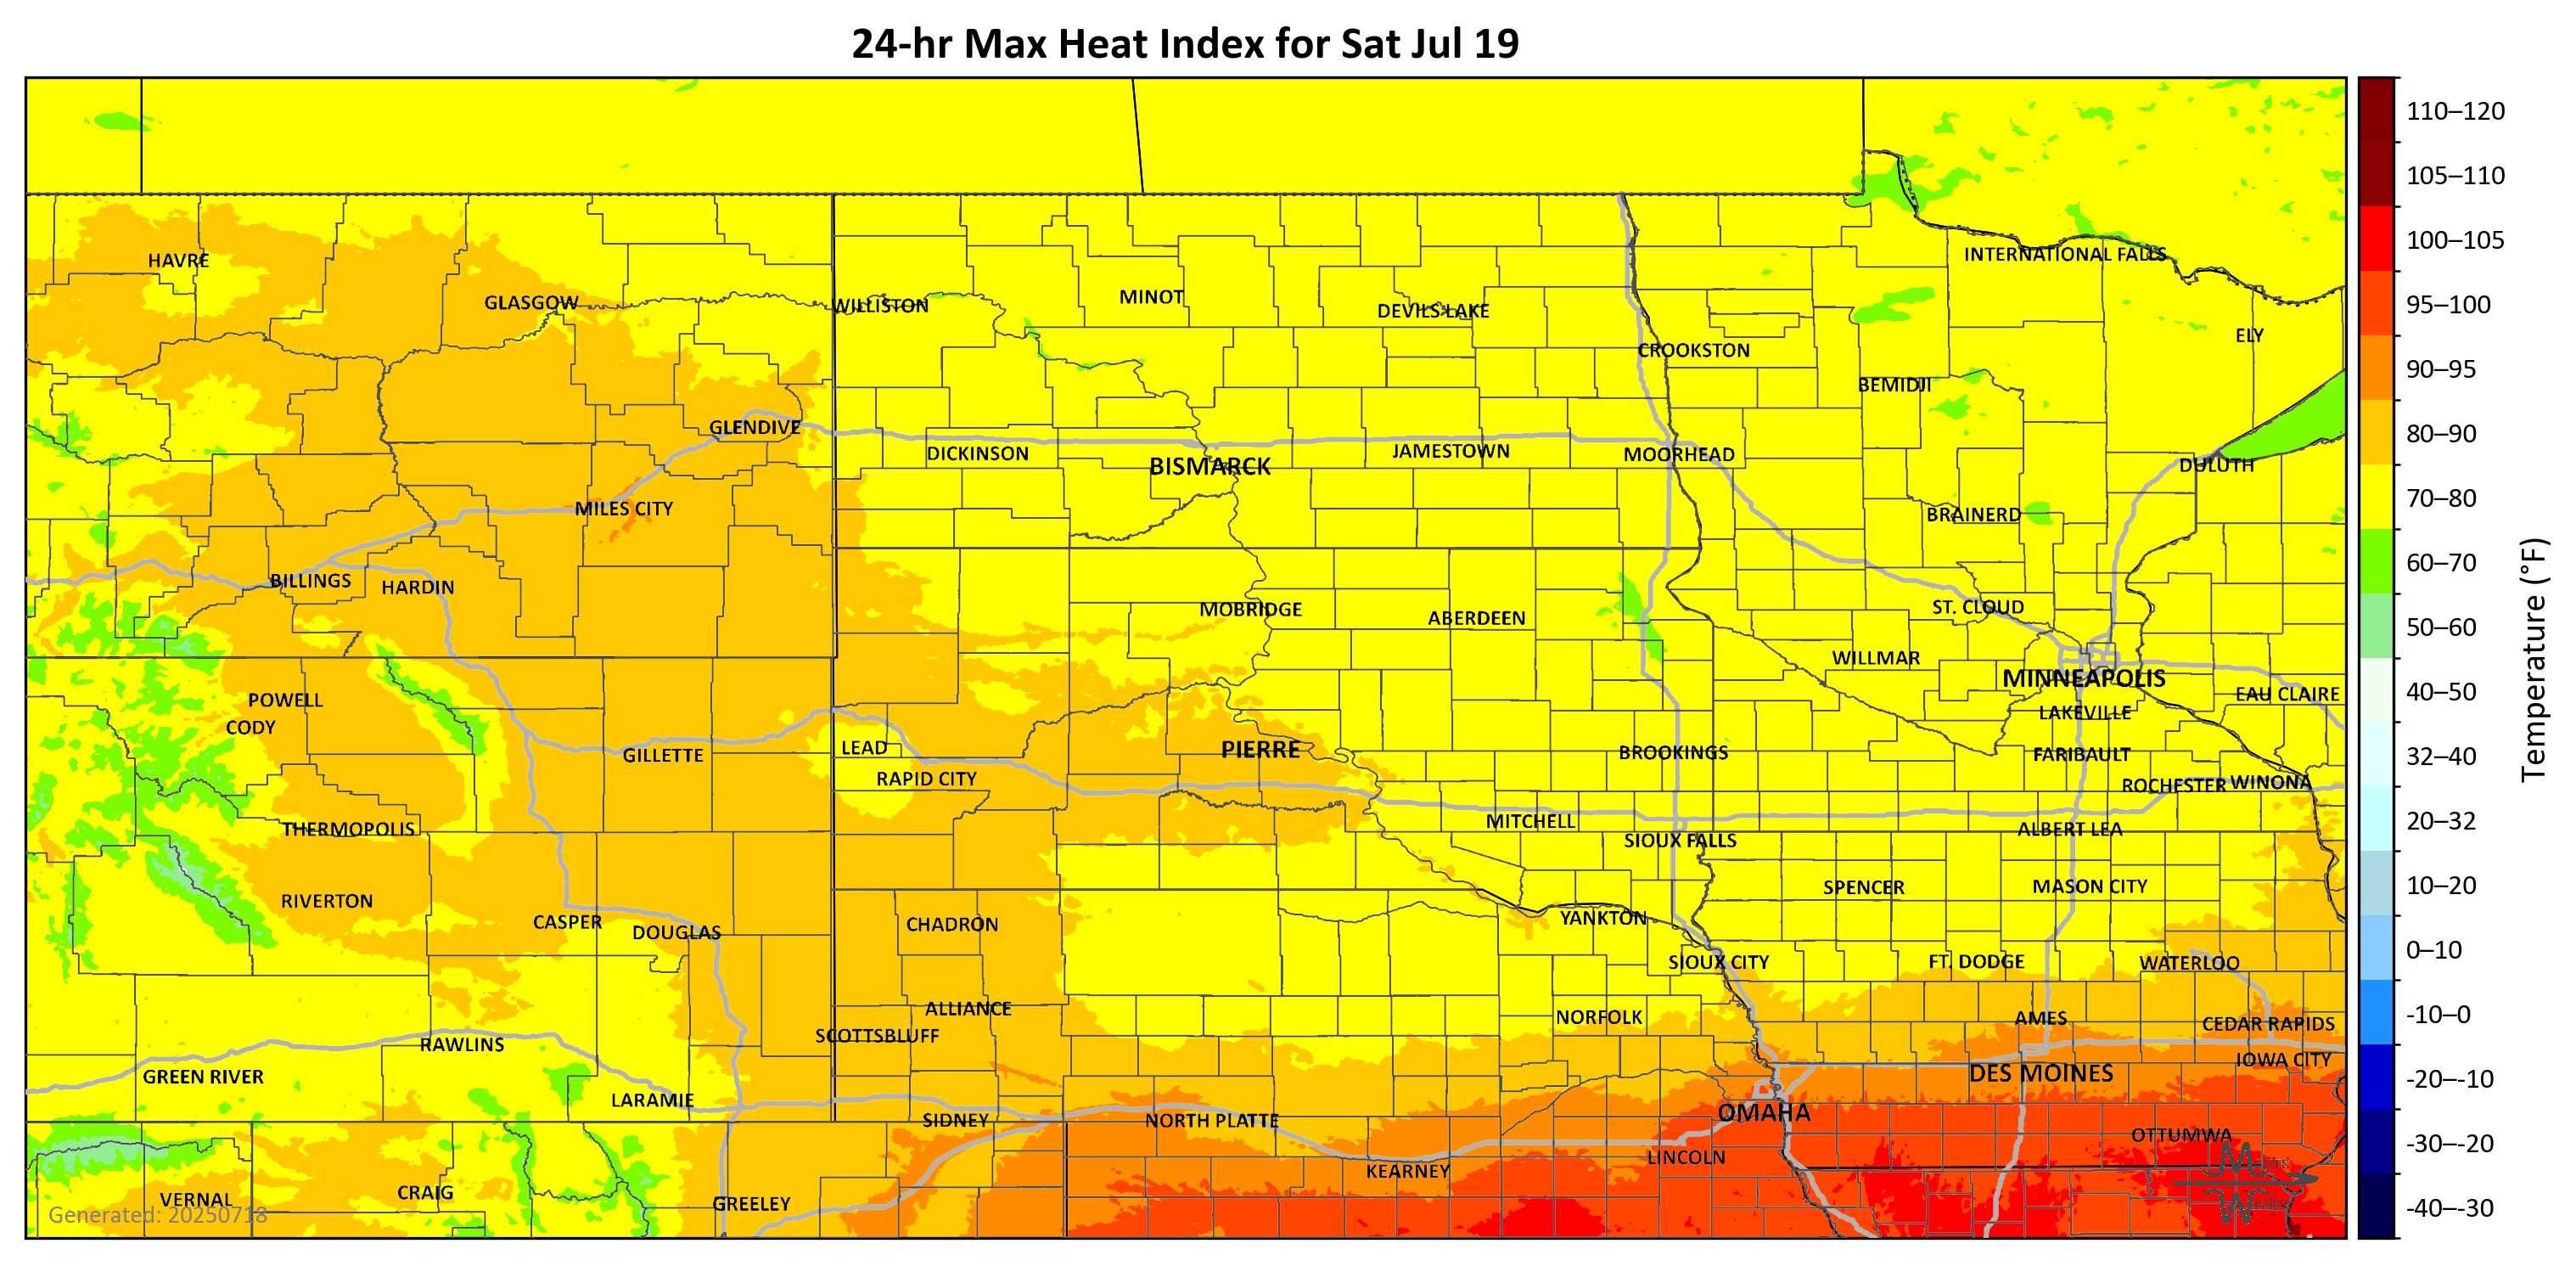 24-hr Max Heat Index for Sat Jul 19
HAVRE
GLASGOW
WILLISTON
MINOT
DEVILS LAKE
INTERNATIONAL FALLS
ELY
CROOKSTON
BEMIDJI
GLENDIVE
DICKINSON
BISMARCK
JAMESTOWN
MOORHEAD
DULUTH
MILES CITY
BRAINERD
BILLINGS
HARDIN
MOBRIDGE
ABERDEEN
ST. CLOUD
WILLMAR
MINNEAPOLIS
EAU CLAIRE
LAKEVILLE
POWELL
CODY
GILLETTE
LEAD
PIERRE
BROOKINGS
FARIBAULT
RAPID CITY
ROCHESTER
WINONA
THERMOPOLIS
MITCHELL
SIOUX FALLS
ALBERT LEA
SPENCER
MASON CITY
RIVERTON
CASPER
DOUGLAS
CHADRON
YANKTON
SIOUX CITY
FT. DODGE
WATERLOO
ALLIANCE
NORFOLK
AMES
CEDAR RAPIDS
SCOTTSBLUFF
RAWLINS
IOWA CITY
GREEN RIVER
DES MOINES
LARAMIE
SIDNEY
NORTH PLATTE
OMAHA
OTTUMWA
KEARNEY
LINCOLN
VERNAL
CRAIG
GREELEY
Generated: 20250718
110–120
105–110
100–105
95–100
90–95
80–90
70–80
60–70
50–60
40–50
32–40
20–32
10–20
0–10
-10–0
-20–-10
-30–-20
-40–-30
Temperature (°F)